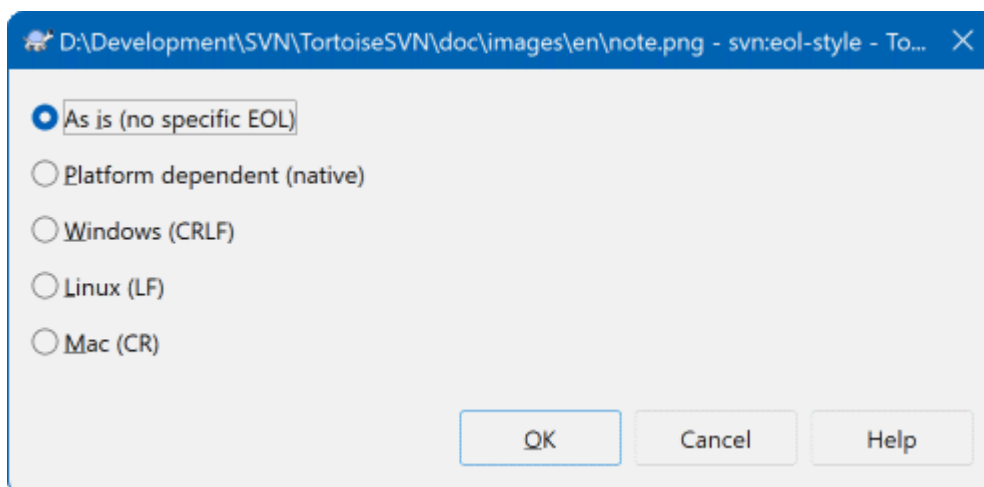 D:\Development\SVN\TortoiseSVN\doc\images\en\note.png - svn:eol-style - To...
As is (no specific EOL)
Platform dependent (native)
Windows (CRLF)
Linux (LF)
Mac (CR)
OK Cancel Help